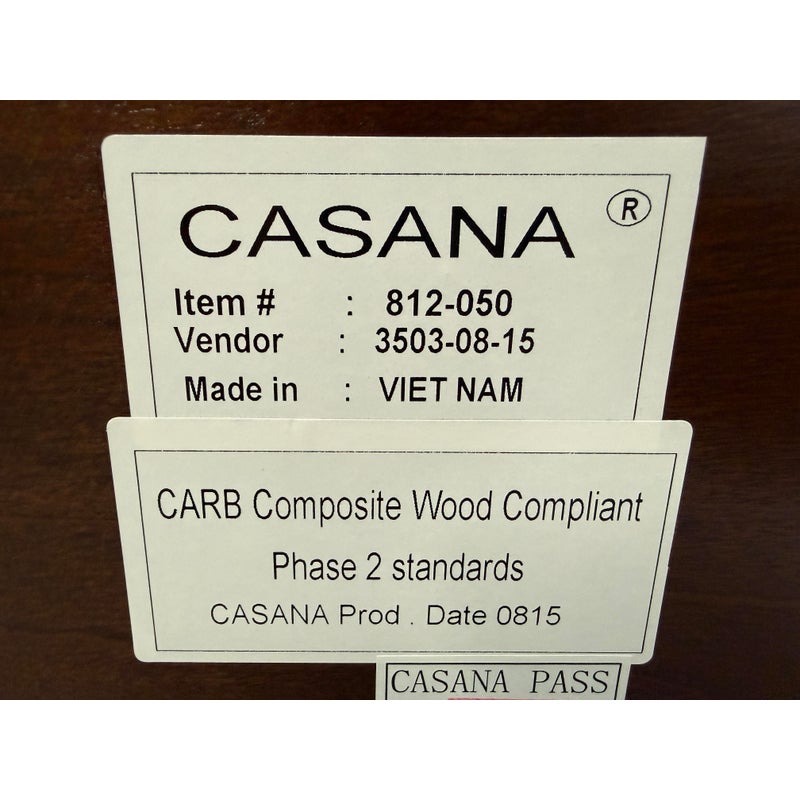 CASANA ®
Item # : 812-050
Vendor : 3503-08-15
Made in : VIET NAM
CARB Composite Wood Compliant
Phase 2 standards
CASANA Prod . Date 0815
CASANA PASS